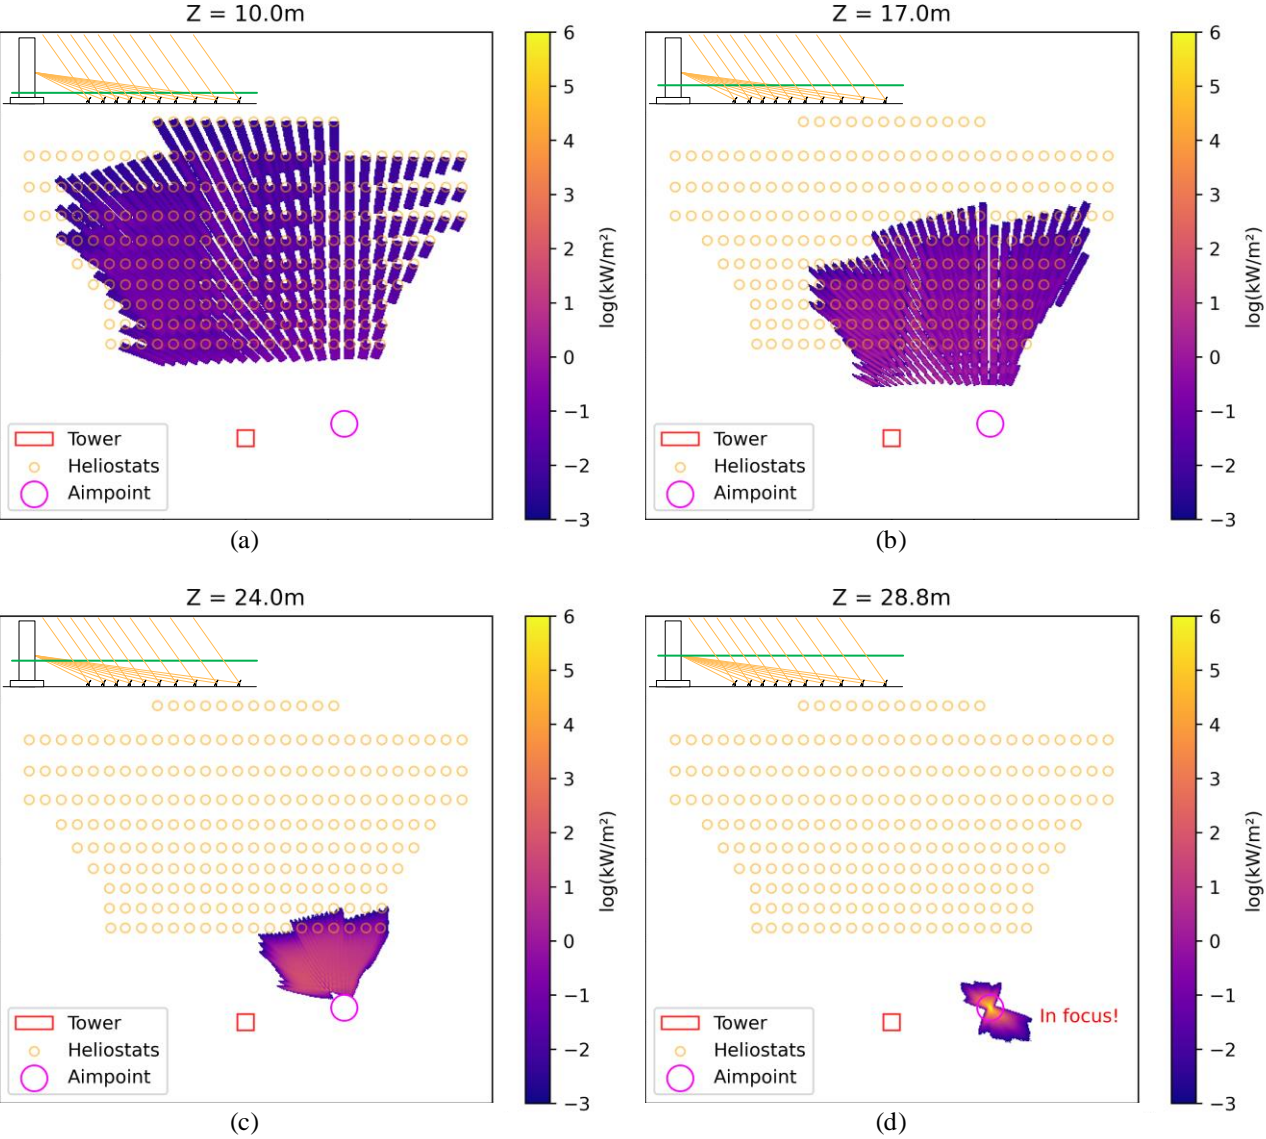 Z = 10.0m
6
5
4
3
2
1
0
−1
−2
−3
log(kW/m²)
Tower
Heliostats
Aimpoint
(a)
Z = 17.0m
6
5
4
3
2
1
0
−1
−2
−3
log(kW/m²)
Tower
Heliostats
Aimpoint
(b)
Z = 24.0m
6
5
4
3
2
1
0
−1
−2
−3
log(kW/m²)
Tower
Heliostats
Aimpoint
(c)
Z = 28.8m
6
5
4
3
2
1
0
−1
−2
−3
log(kW/m²)
In focus!
Tower
Heliostats
Aimpoint
(d)